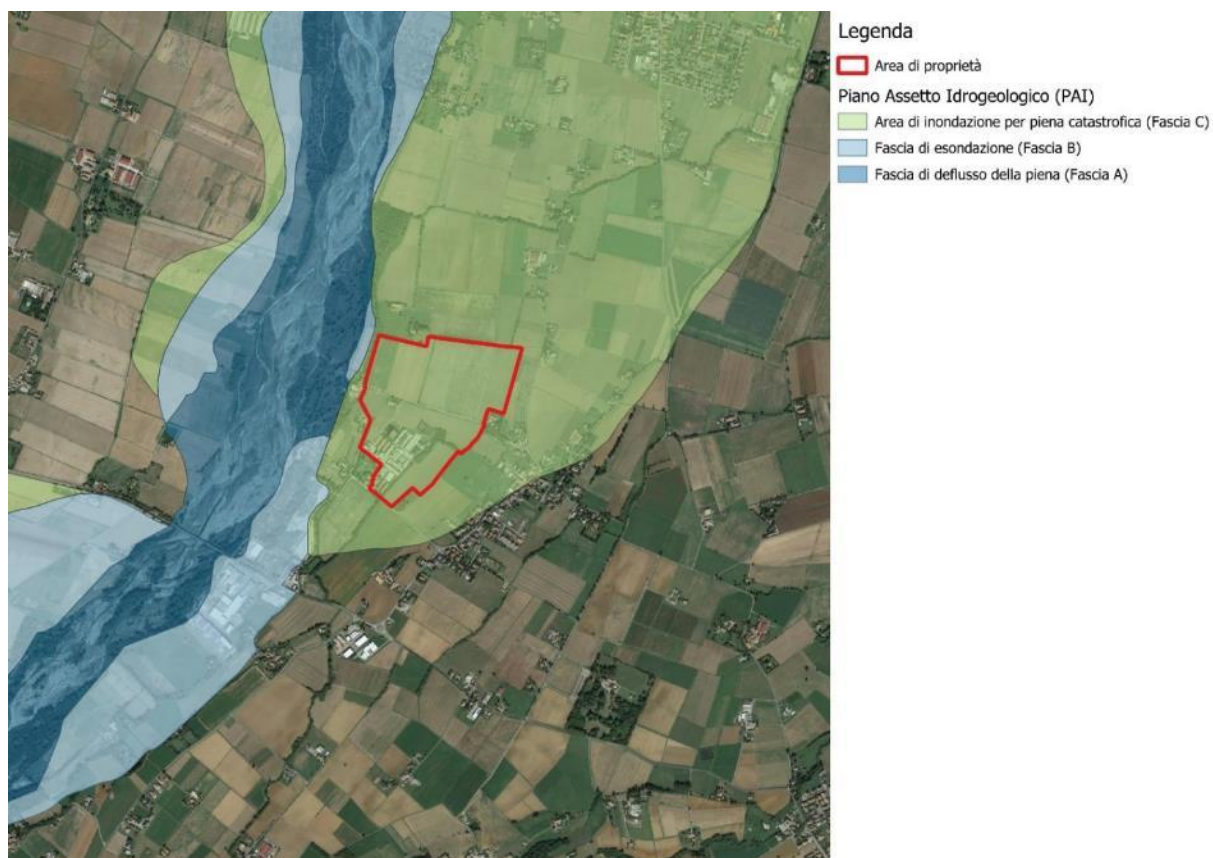 Legenda
Area di proprietà
Piano Assetto Idrogeologico (PAI)
Area di inondazione per piena catastrofica (Fascia C)
Fascia di esondazione (Fascia B)
Fascia di deflusso della piena (Fascia A)